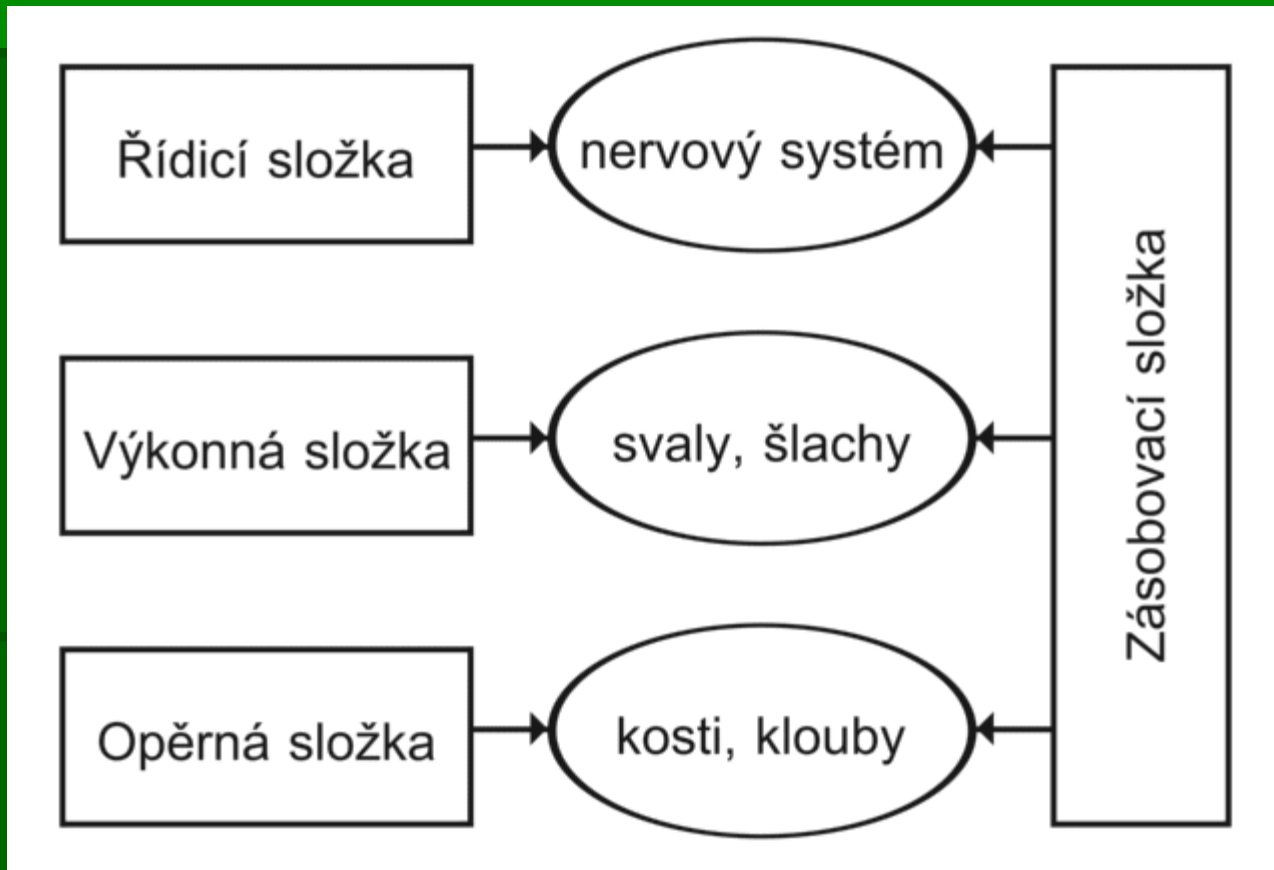 Řídicí složka
nervový systém
Výkonná složka
svaly, šlachy
Opěrná složka
kosti, klouby
Zásobovací složka